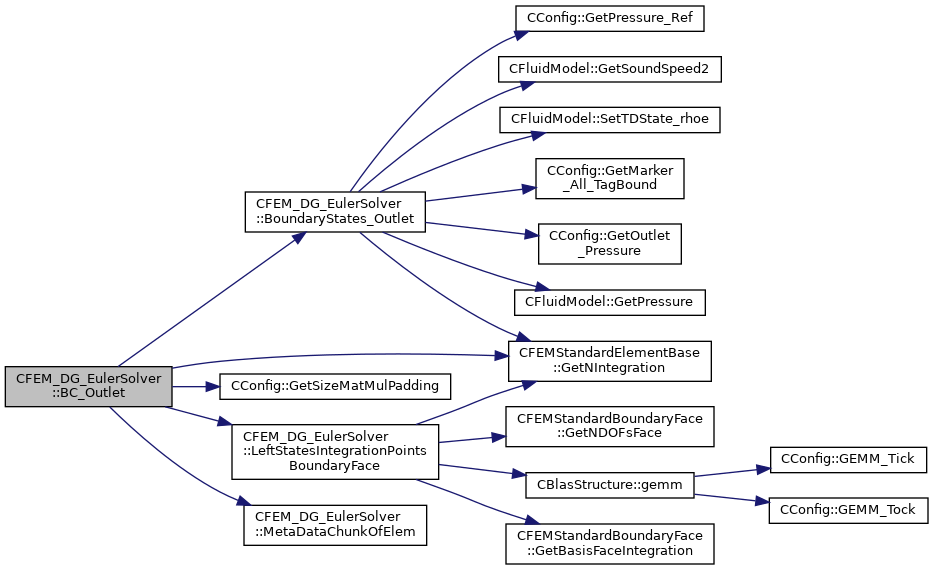 CConfig::GetPressure_Ref
CFluidModel::GetSoundSpeed2
CFluidModel::SetTDState_rhoe
CConfig::GetMarker
_All_TagBound
CFEM_DG_EulerSolver
::BoundaryStates_Outlet
CConfig::GetOutlet
_Pressure
CFluidModel::GetPressure
CFEMStandardElementBase
::GetNIntegration
CFEM_DG_EulerSolver
::BC_Outlet
CConfig::GetSizeMatMulPadding
CFEMStandardBoundaryFace
::GetNDOFsFace
CFEM_DG_EulerSolver
::LeftStatesIntegrationPoints
BoundaryFace
CConfig::GEMM_Tick
CBlasStructure::gemm
CConfig::GEMM_Tock
CFEM_DG_EulerSolver
::MetaDataChunkOfElem
CFEMStandardBoundaryFace
::GetBasisFaceIntegration